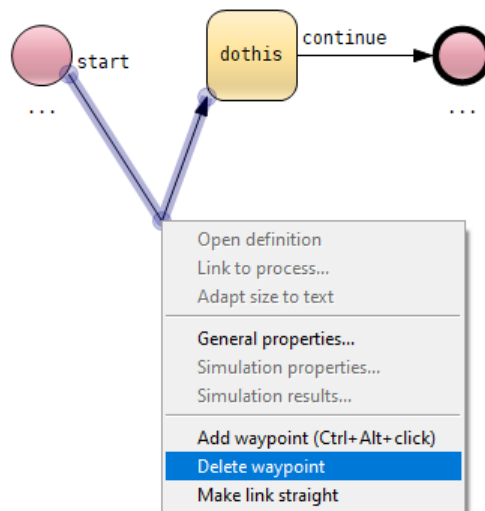 start
dothis
continue
...
...
Open definition
Link to process...
Adapt size to text
General properties...
Simulation properties...
Simulation results...
Add waypoint (Ctrl+Alt+click)
Delete waypoint
Make link straight